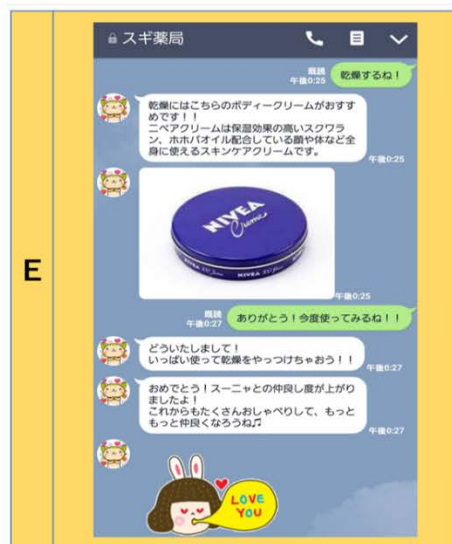 スギ薬局
既読
午後0:25
乾燥するね！
乾燥にはこちらのボディークリームがおすす
めです！！
ニベアクリームは保湿効果の高いスクワラ
ン、ホホバオイル配合している顔や体など全
身に使えるスキンケアクリームです。
午後0:25
NIVEA
Creme
午後0:25
既読
午後0:27
ありがとう！今度使ってみるね！！
どういたしまして！
いっぱい使って乾燥をやっつけちゃおう！！
午後0:27
おめでとう！スーニャとの仲良し度が上がり
ましたよ！
これからもたくさんおしゃべりして、もっと
もっと仲良くなろうね♫
午後0:27
E
LOVE
YOU